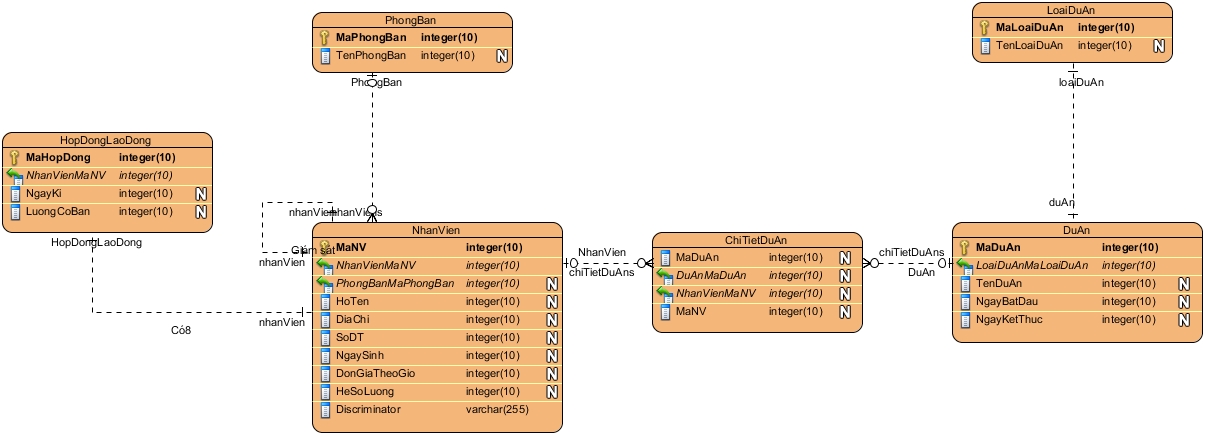 PhongBan
MaPhongBan integer(10)
TenPhongBan integer(10) N
PhongBan
LoaiDuAn
MaLoaiDuAn integer(10)
TenLoaiDuAn integer(10) N
loaiDuAn
HopDongLaoDong
MaHopDong integer(10)
NhanVienMaNV integer(10)
NgayKi integer(10) N
LuongCoBan integer(10) N
HopDongLaoDong
Có8
nhanVien
nhanVien
nhanViens
Giám sát
nhanVien
NhanVien
MaNV integer(10)
NhanVienMaNV integer(10)
PhongBanMaPhongBan integer(10) N
HoTen integer(10) N
DiaChi integer(10) N
SoDT integer(10) N
NgaySinh integer(10) N
DonGiaTheoGio integer(10) N
HeSoLuong integer(10) N
Discriminator varchar(255)
NhanVien
chiTietDuAns
ChiTietDuAn
MaDuAn integer(10) N
DuAnMaDuAn integer(10) N
NhanVienMaNV integer(10) N
MaNV integer(10) N
chiTietDuAns
DuAn
duAn
DuAn
MaDuAn integer(10)
LoaiDuAnMaLoaiDuAn integer(10)
TenDuAn integer(10) N
NgayBatDau integer(10) N
NgayKetThuc integer(10) N